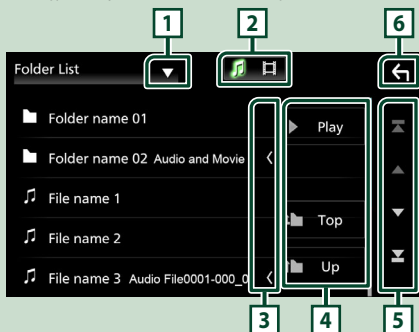 1 2 6
Folder List
Folder name 01
Play
Folder name 02 Audio and Movie
File name 1
Top
File name 2
Up
File name 3 Audio File0001-000_0
3 4 5